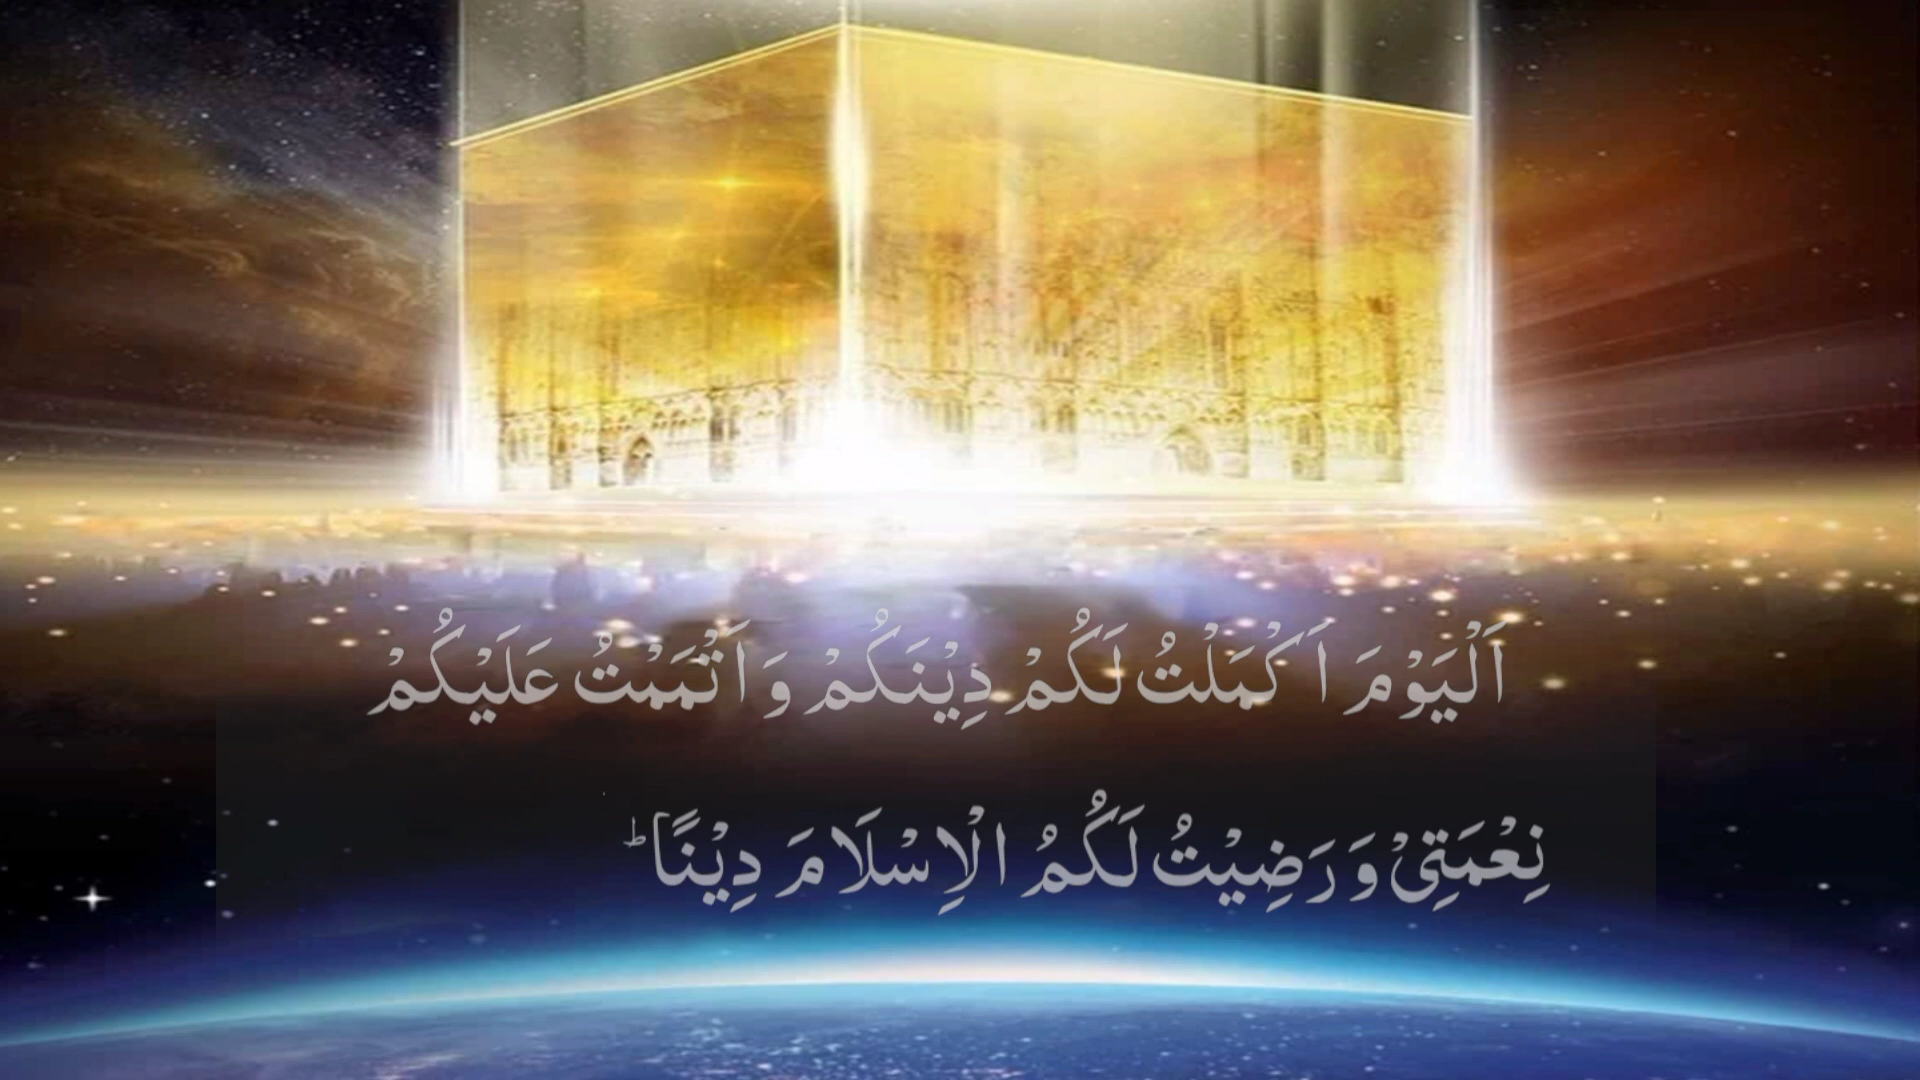 اَلْيَوْمَ اَكْمَلْتُ لَكُمْ دِيْنَكُمْ وَ اَتْمَمْتُ عَلَيْكُمْ
نِعْمَتِيْ وَ رَضِيْتُ لَكُمُ الْاِسْلَامَ دِيْنًا ؕ